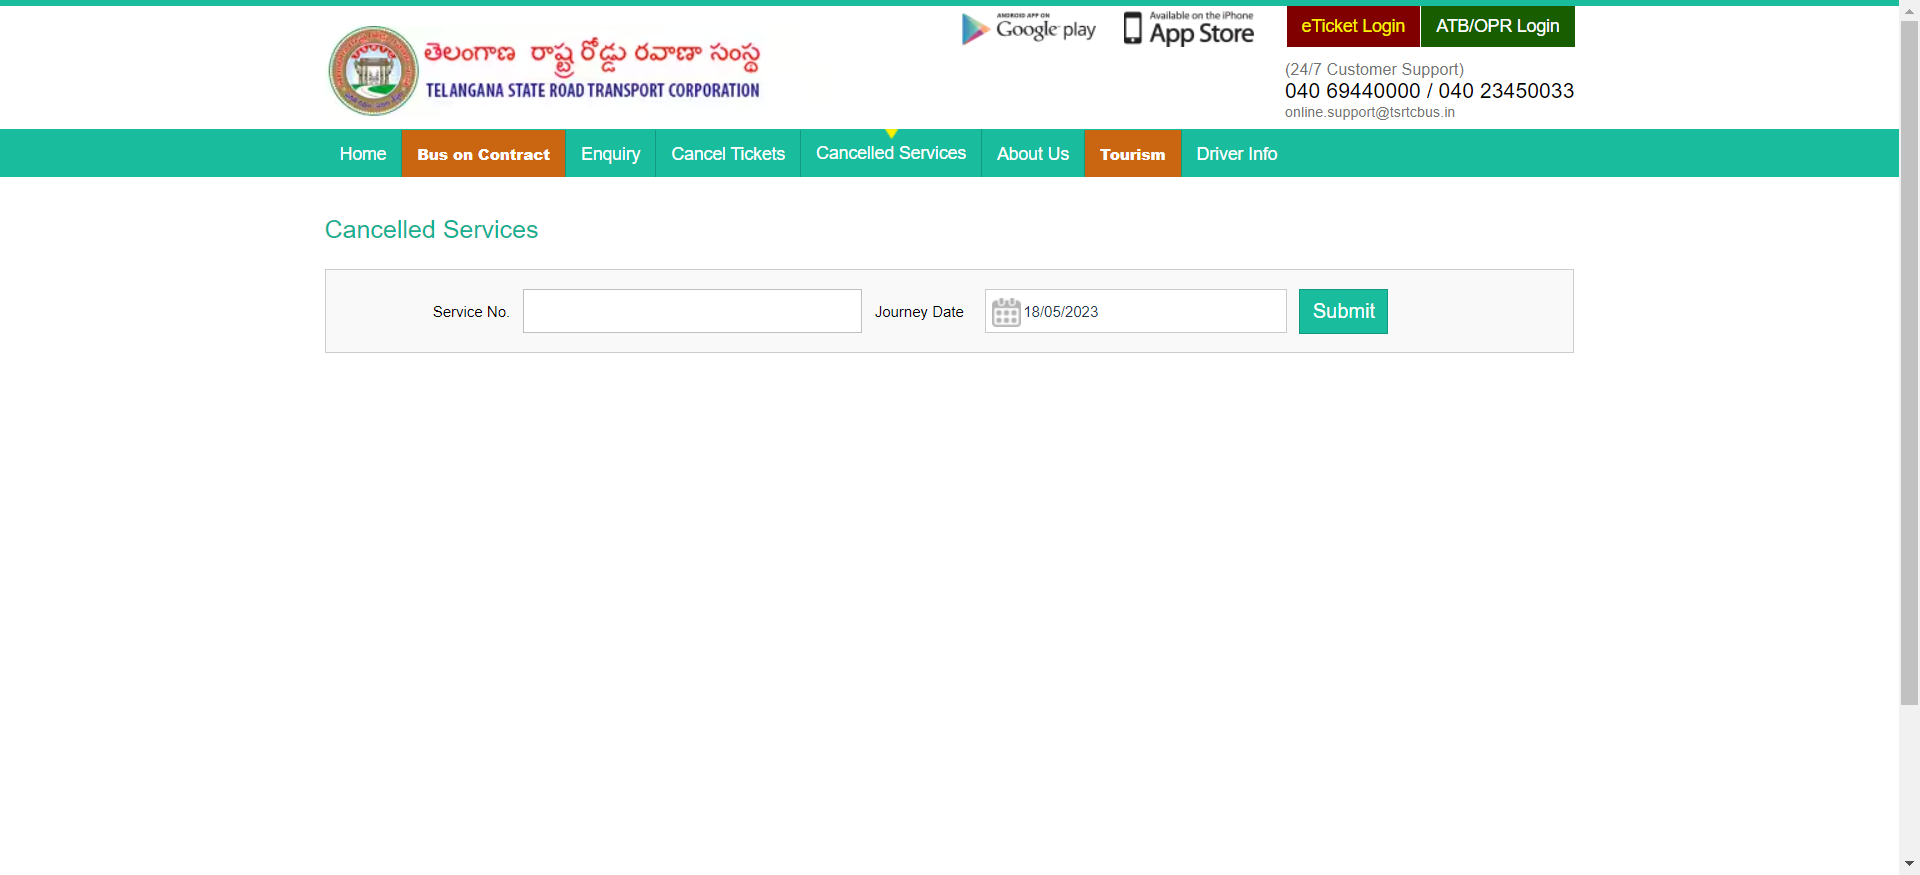 ANDROID APP ON
Google play
Available on the iPhone
App Store
eTicket Login
ATB/OPR Login
తెలంగాణ రాష్ట్ర రోడ్డు రవాణా సంస్థ
TELANGANA STATE ROAD TRANSPORT CORPORATION
(24/7 Customer Support)
040 69440000 / 040 23450033
online.support@tsrtcbus.in
Home
Bus on Contract
Enquiry
Cancel Tickets
Cancelled Services
About Us
Tourism
Driver Info
Cancelled Services
Service No.
Journey Date
18/05/2023
Submit